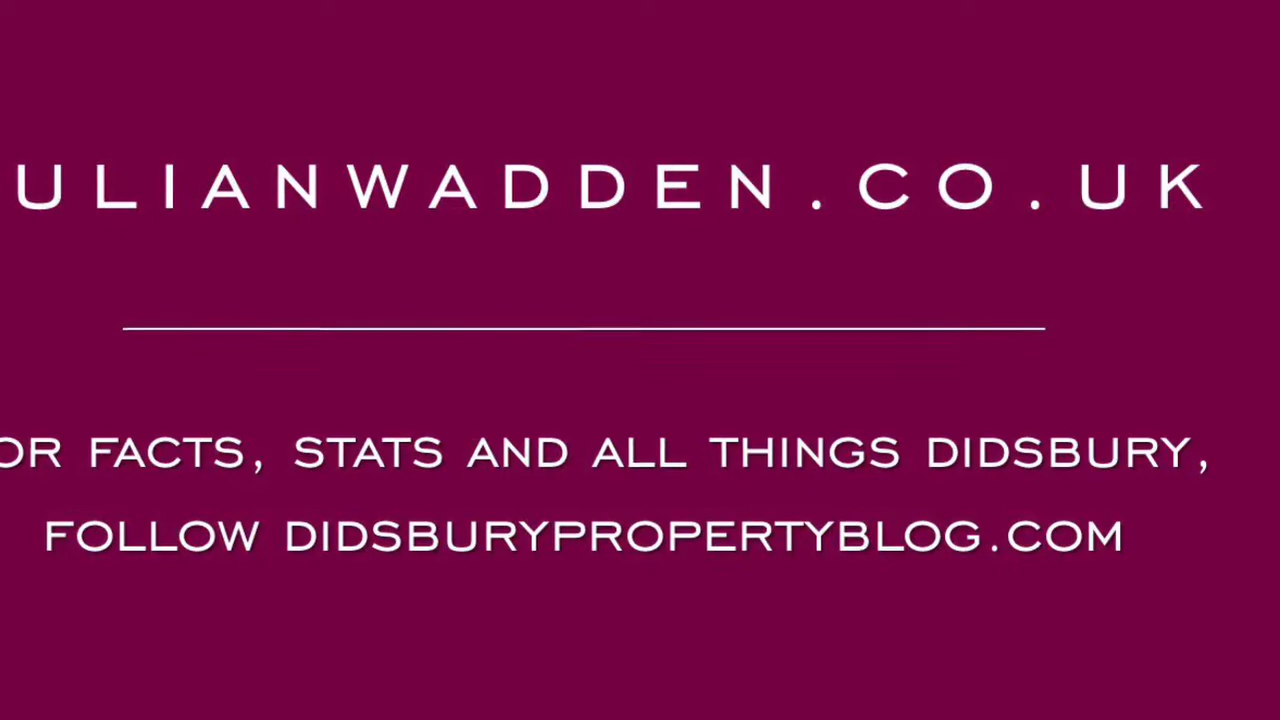 ULIANWADDEN.CO.UK
OR FACTS, STATS AND ALL THINGS DIDSBURY,
FOLLOW DIDSBURYPROPERTYBLOG.COM